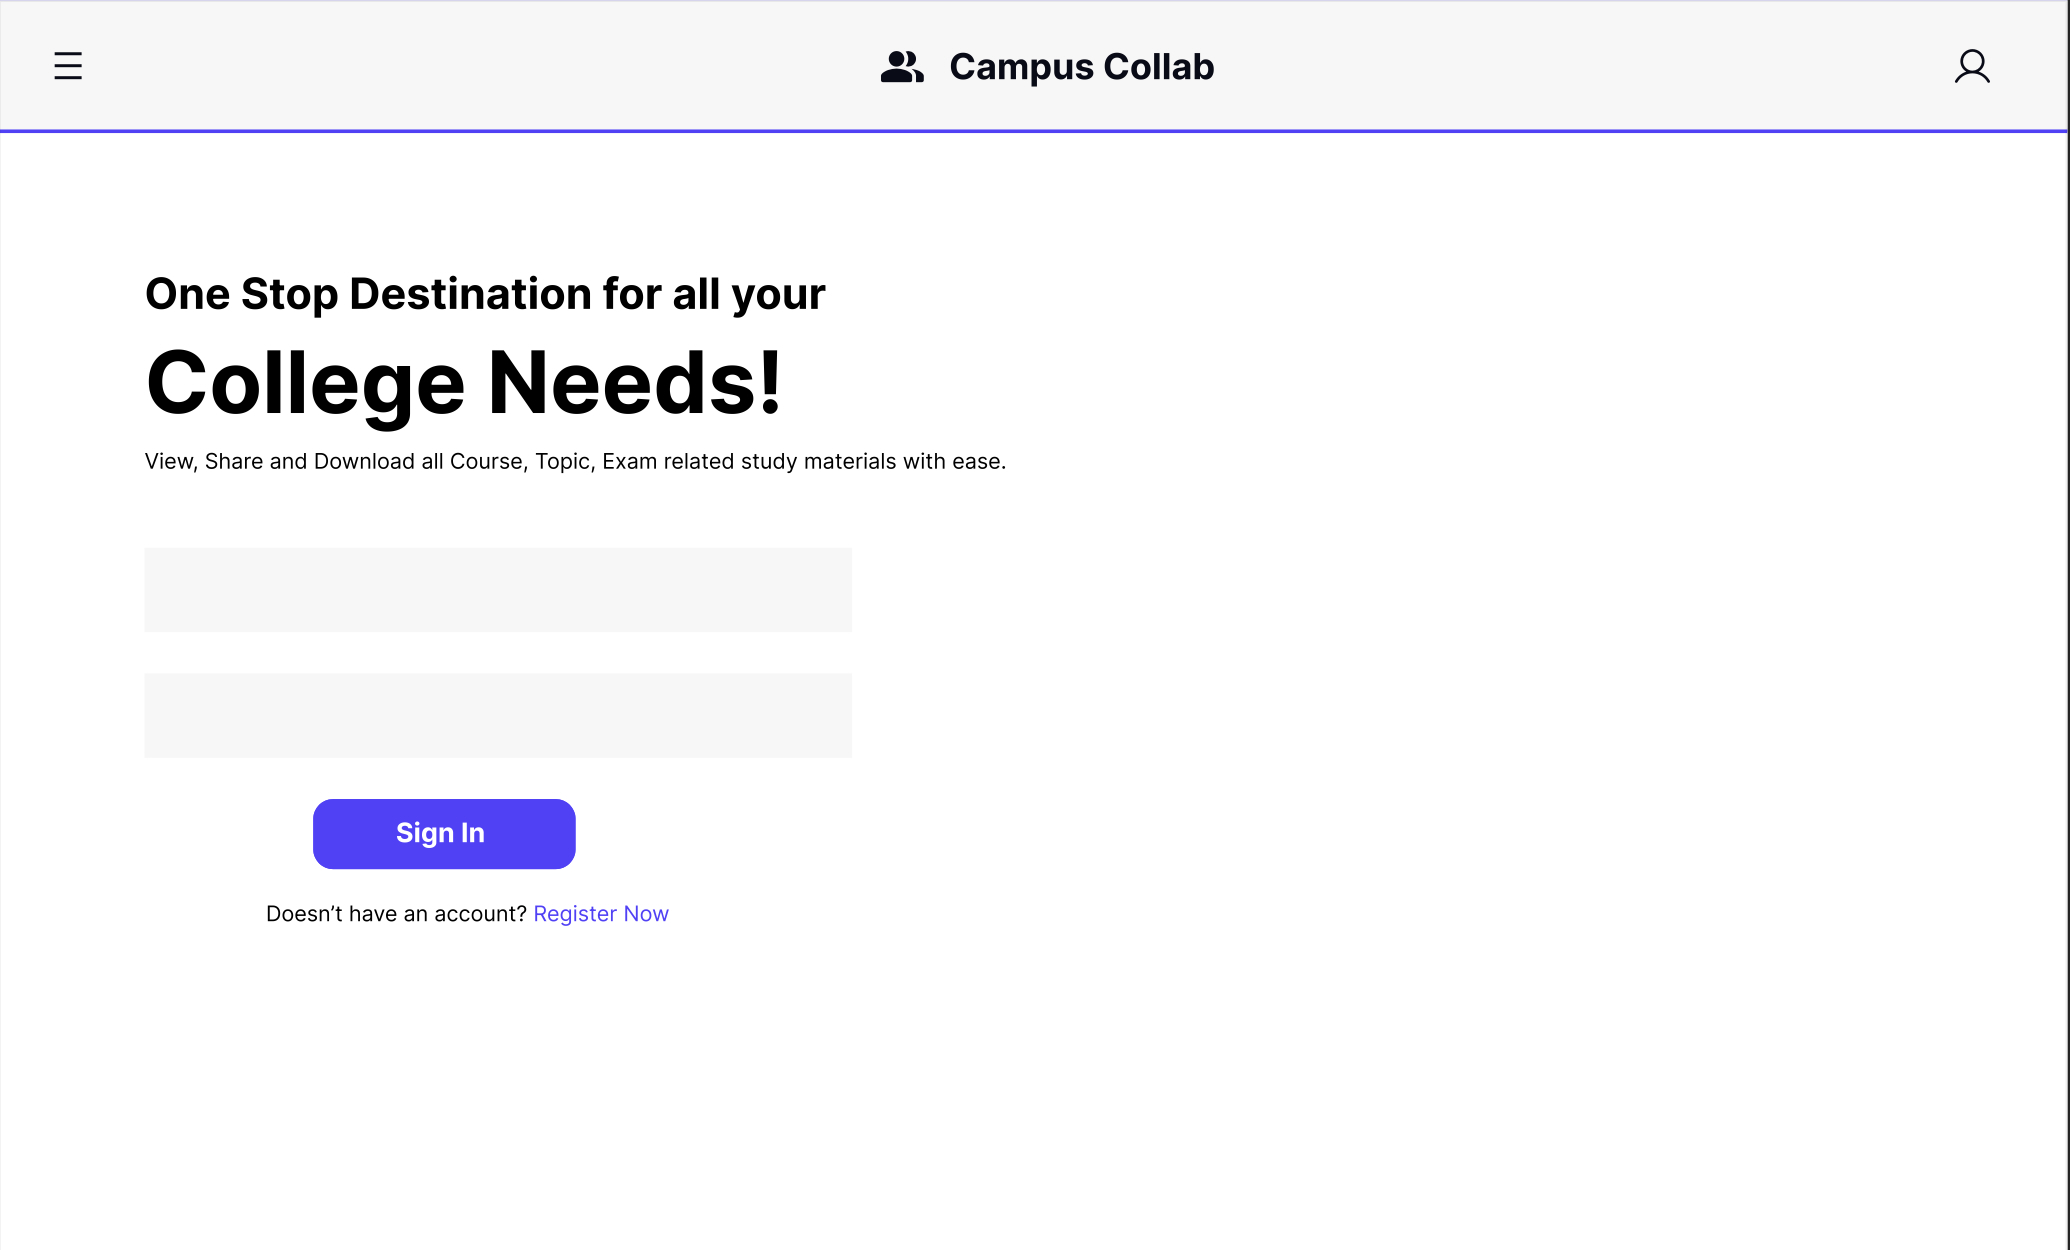 Campus Collab
One Stop Destination for all your
College Needs!
View, Share and Download all Course, Topic, Exam related study materials with ease.
Sign In
Doesn’t have an account? Register Now